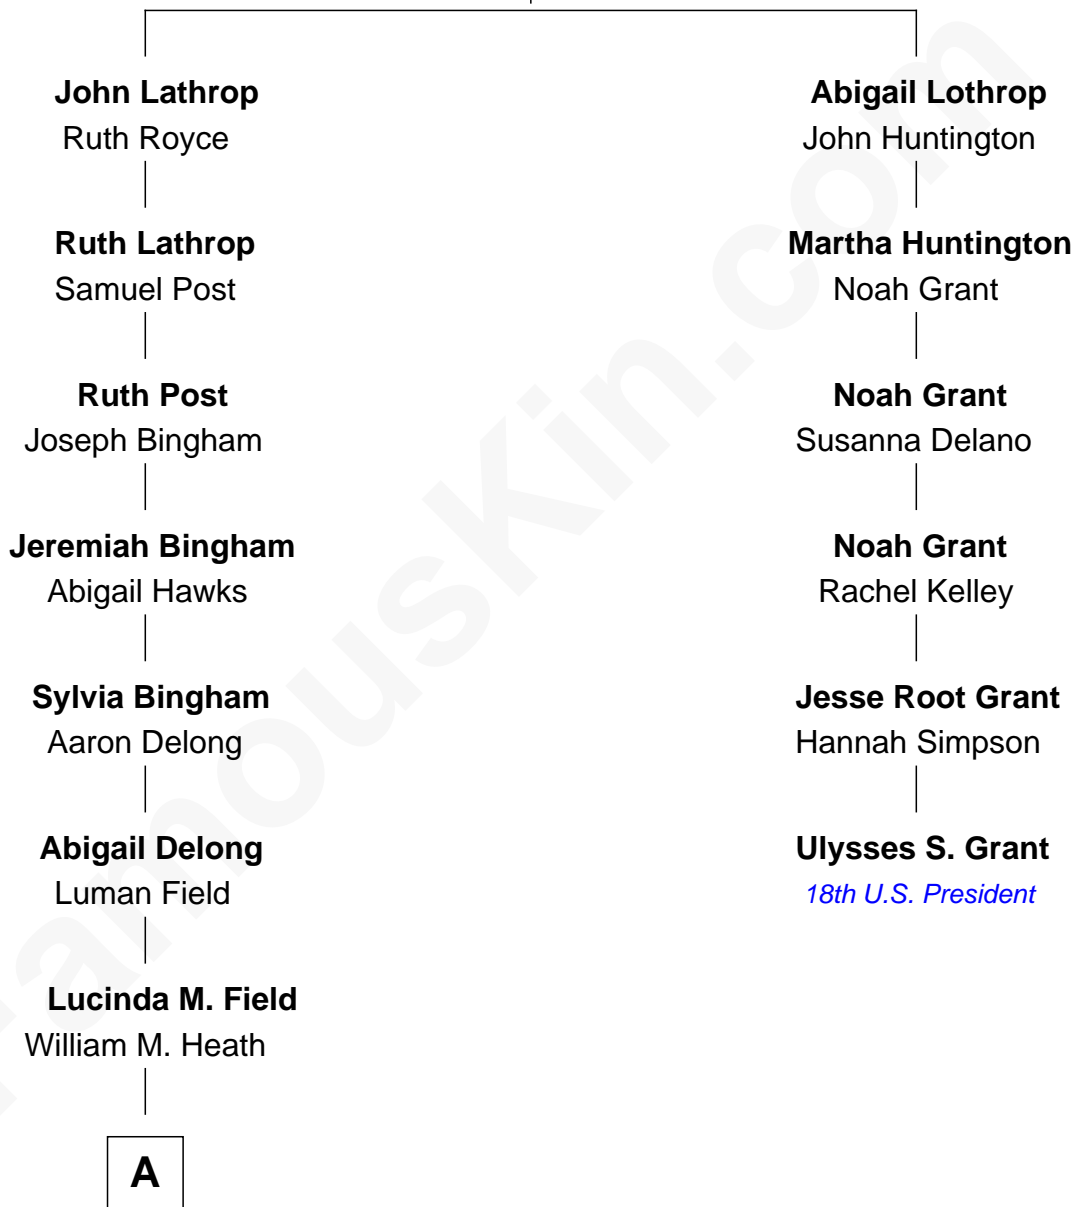 John Lathrop
Ruth Royce
Ruth Lathrop
Samuel Post
Ruth Post
Joseph Bingham
Jeremiah Bingham
Abigail Hawks
Sylvia Bingham
Aaron Delong
Abigail Delong
Luman Field
Lucinda M. Field
William M. Heath
A
Abigail Lothrop
John Huntington
Martha Huntington
Noah Grant
Noah Grant
Susanna Delano
Noah Grant
Rachel Kelley
Jesse Root Grant
Hannah Simpson
Ulysses S. Grant
18th U.S. President
FamousKin.com